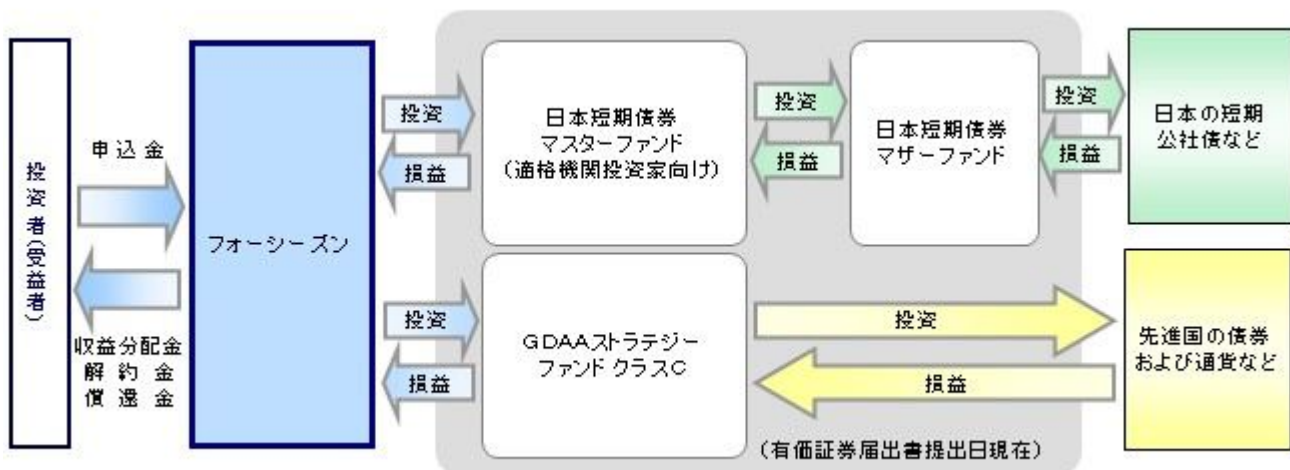 投資者(受益者)
申込金
収益分配金
解約金
償還金
フォーシーズン
投資
損益
投資
損益
日本短期債券
マスターファンド
(適格機関投資家向け)
投資
損益
日本短期債券
マザーファンド
投資
損益
日本の短期
公社債など
GDAAストラテジー
ファンド クラスC
投資
損益
先進国の債券
および通貨など
(有価証券届出書提出日現在)